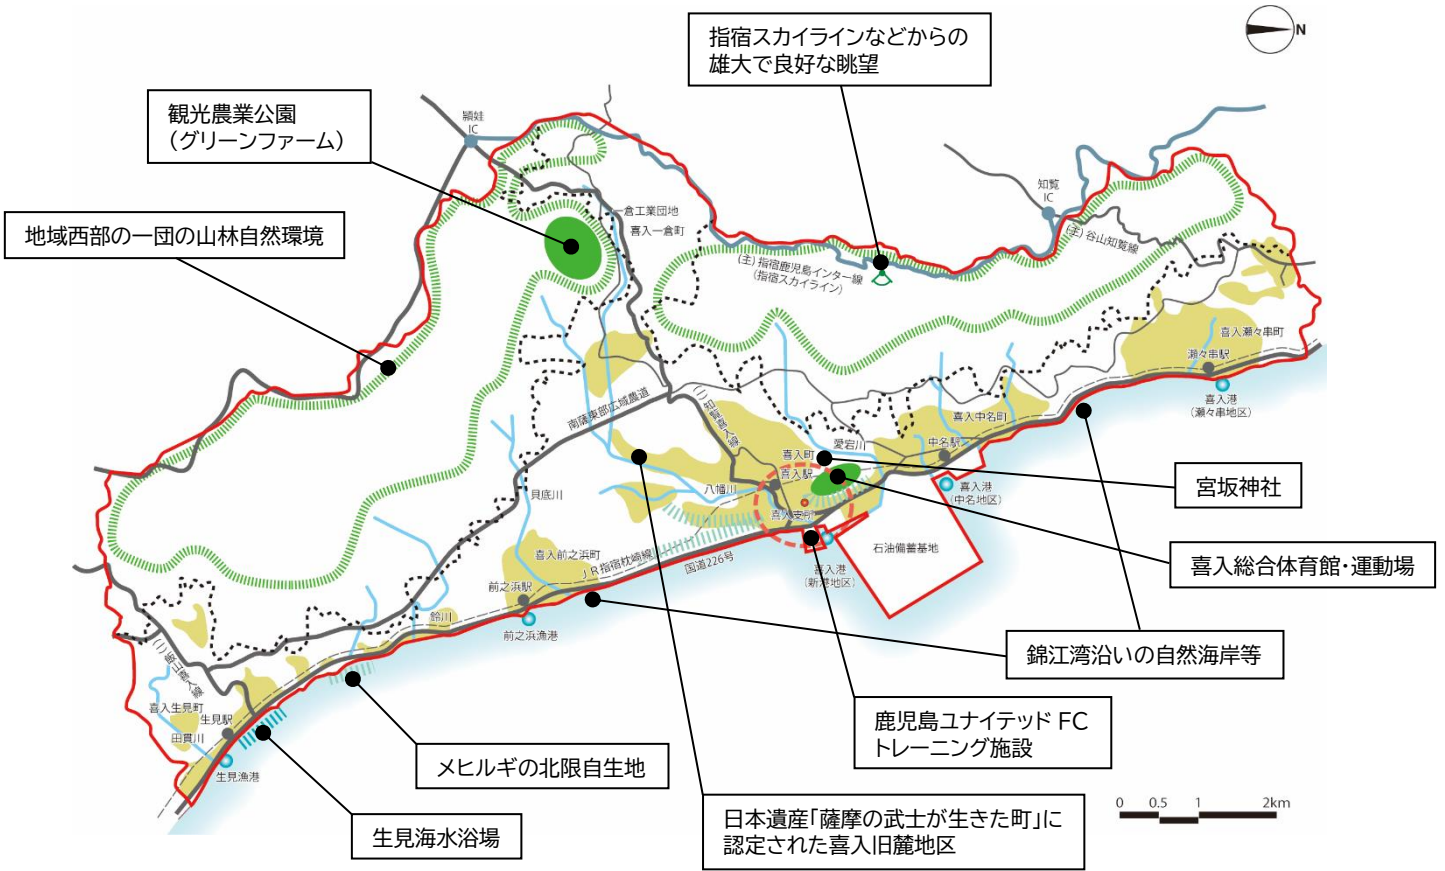 N
指宿スカイラインなどからの
雄大で良好な眺望
観光農業公園
（グリーンファーム）
頴娃
IC
知覧
IC
地域西部の一団の山林自然環境
一倉工業団地
喜入一倉町
(主) 谷山知覧線
(主) 指宿鹿児島インター線
（指宿スカイライン）
喜入瀬々串町
瀬々串駅
喜入港
（瀬々串地区）
南薩東部広域農道
(一) 知覧喜入線
喜入中名町
中名駅
愛宕川
喜入町
喜入駅
宮坂神社
喜入港
（中名地区）
八幡川
貝底川
喜入支所
石油備蓄基地
喜入総合体育館・運動場
喜入前之浜町
ＪＲ指宿枕崎線
国道226号
喜入港
（新港地区）
前之浜駅
鈴川
前之浜漁港
錦江湾沿いの自然海岸等
喜入生見町
生見駅
田貫川
生見漁港
鹿児島ユナイテッド FC
トレーニング施設
メヒルギの北限自生地
日本遺産「薩摩の武士が生きた町」に
認定された喜入旧麓地区
生見海水浴場
0 0.5 1 2km